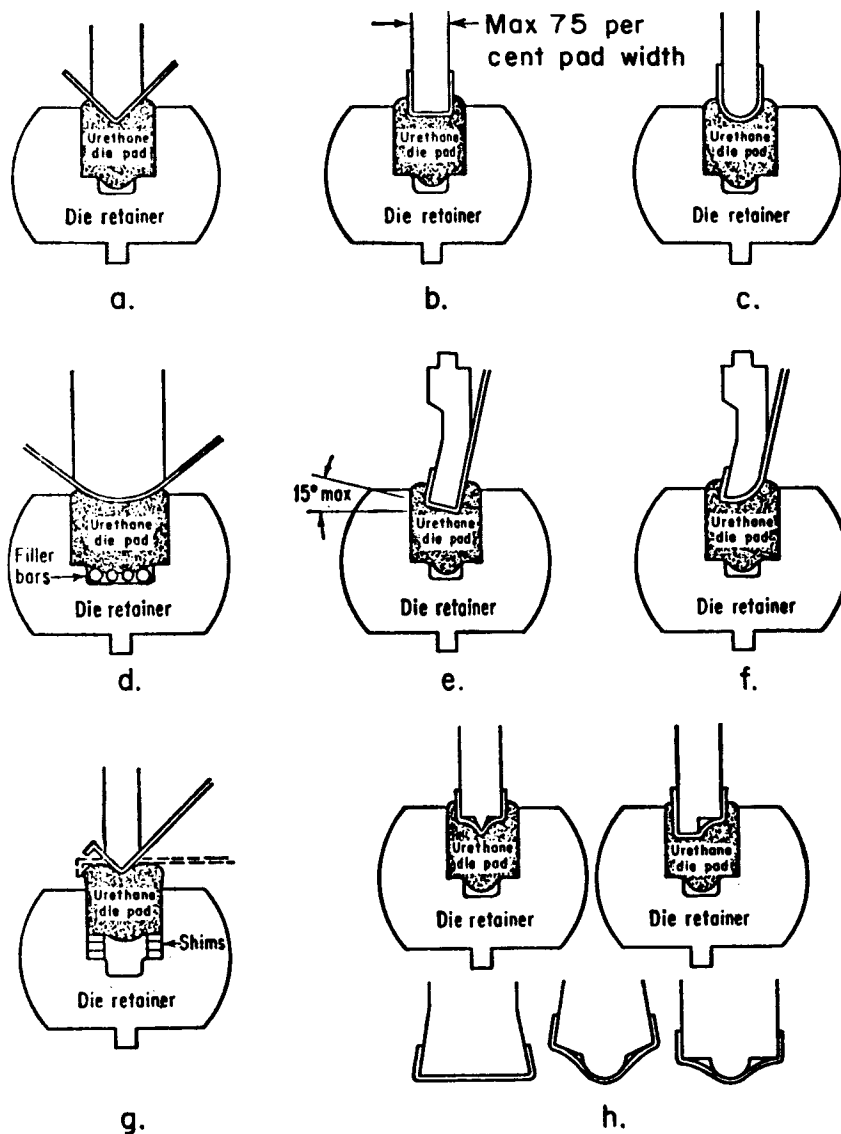 Max 75 per
cent pad width
Urethane
die pad
Die retainer
a.
Urethane
die pad
Die retainer
b.
Urethane
die pad
Die retainer
c.
Urethane
die pad
Filler
bars
Die retainer
d.
15° max
Urethane
die pad
Die retainer
e.
Urethane
die pad
Die retainer
f.
Urethane
die pad
Shims
Die retainer
g.
Urethane
die pad
Die retainer
Urethane
die pad
Die retainer
h.